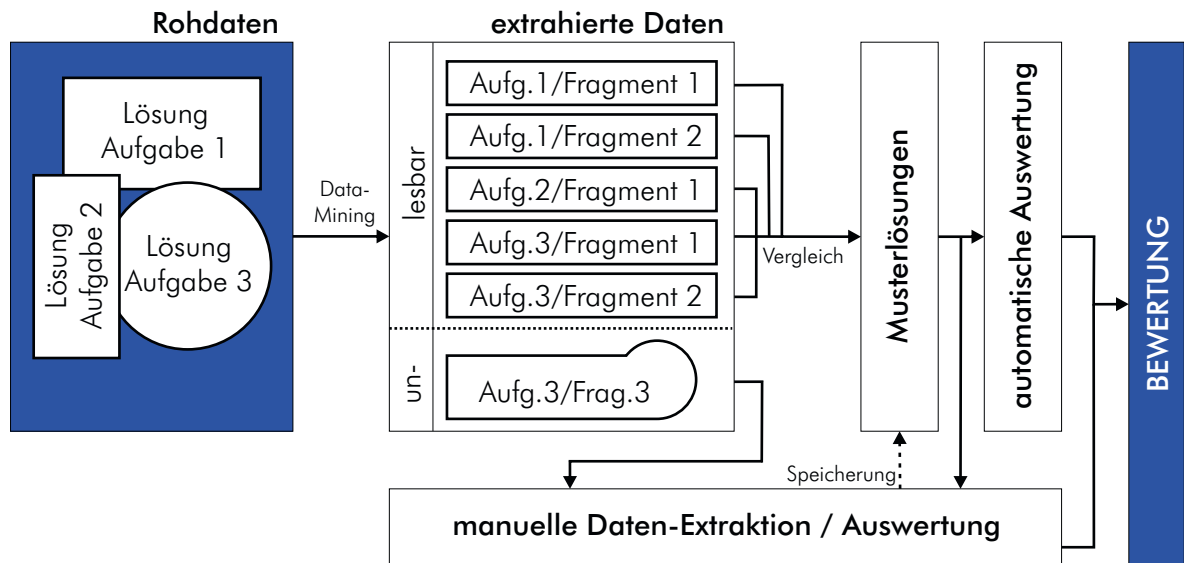 Rohdaten
Lösung
Aufgabe 1
Lösung
Aufgabe 2
Lösung
Aufgabe 3
Data-
Mining
extrahierte Daten
lesbar
Aufg.1/Fragment 1
Aufg.1/Fragment 2
Aufg.2/Fragment 1
Aufg.3/Fragment 1
Aufg.3/Fragment 2
un-
Aufg.3/Frag.3
Vergleich
Musterlösungen
automatische Auswertung
BEWERTUNG
Speicherung
manuelle Daten-Extraktion / Auswertung